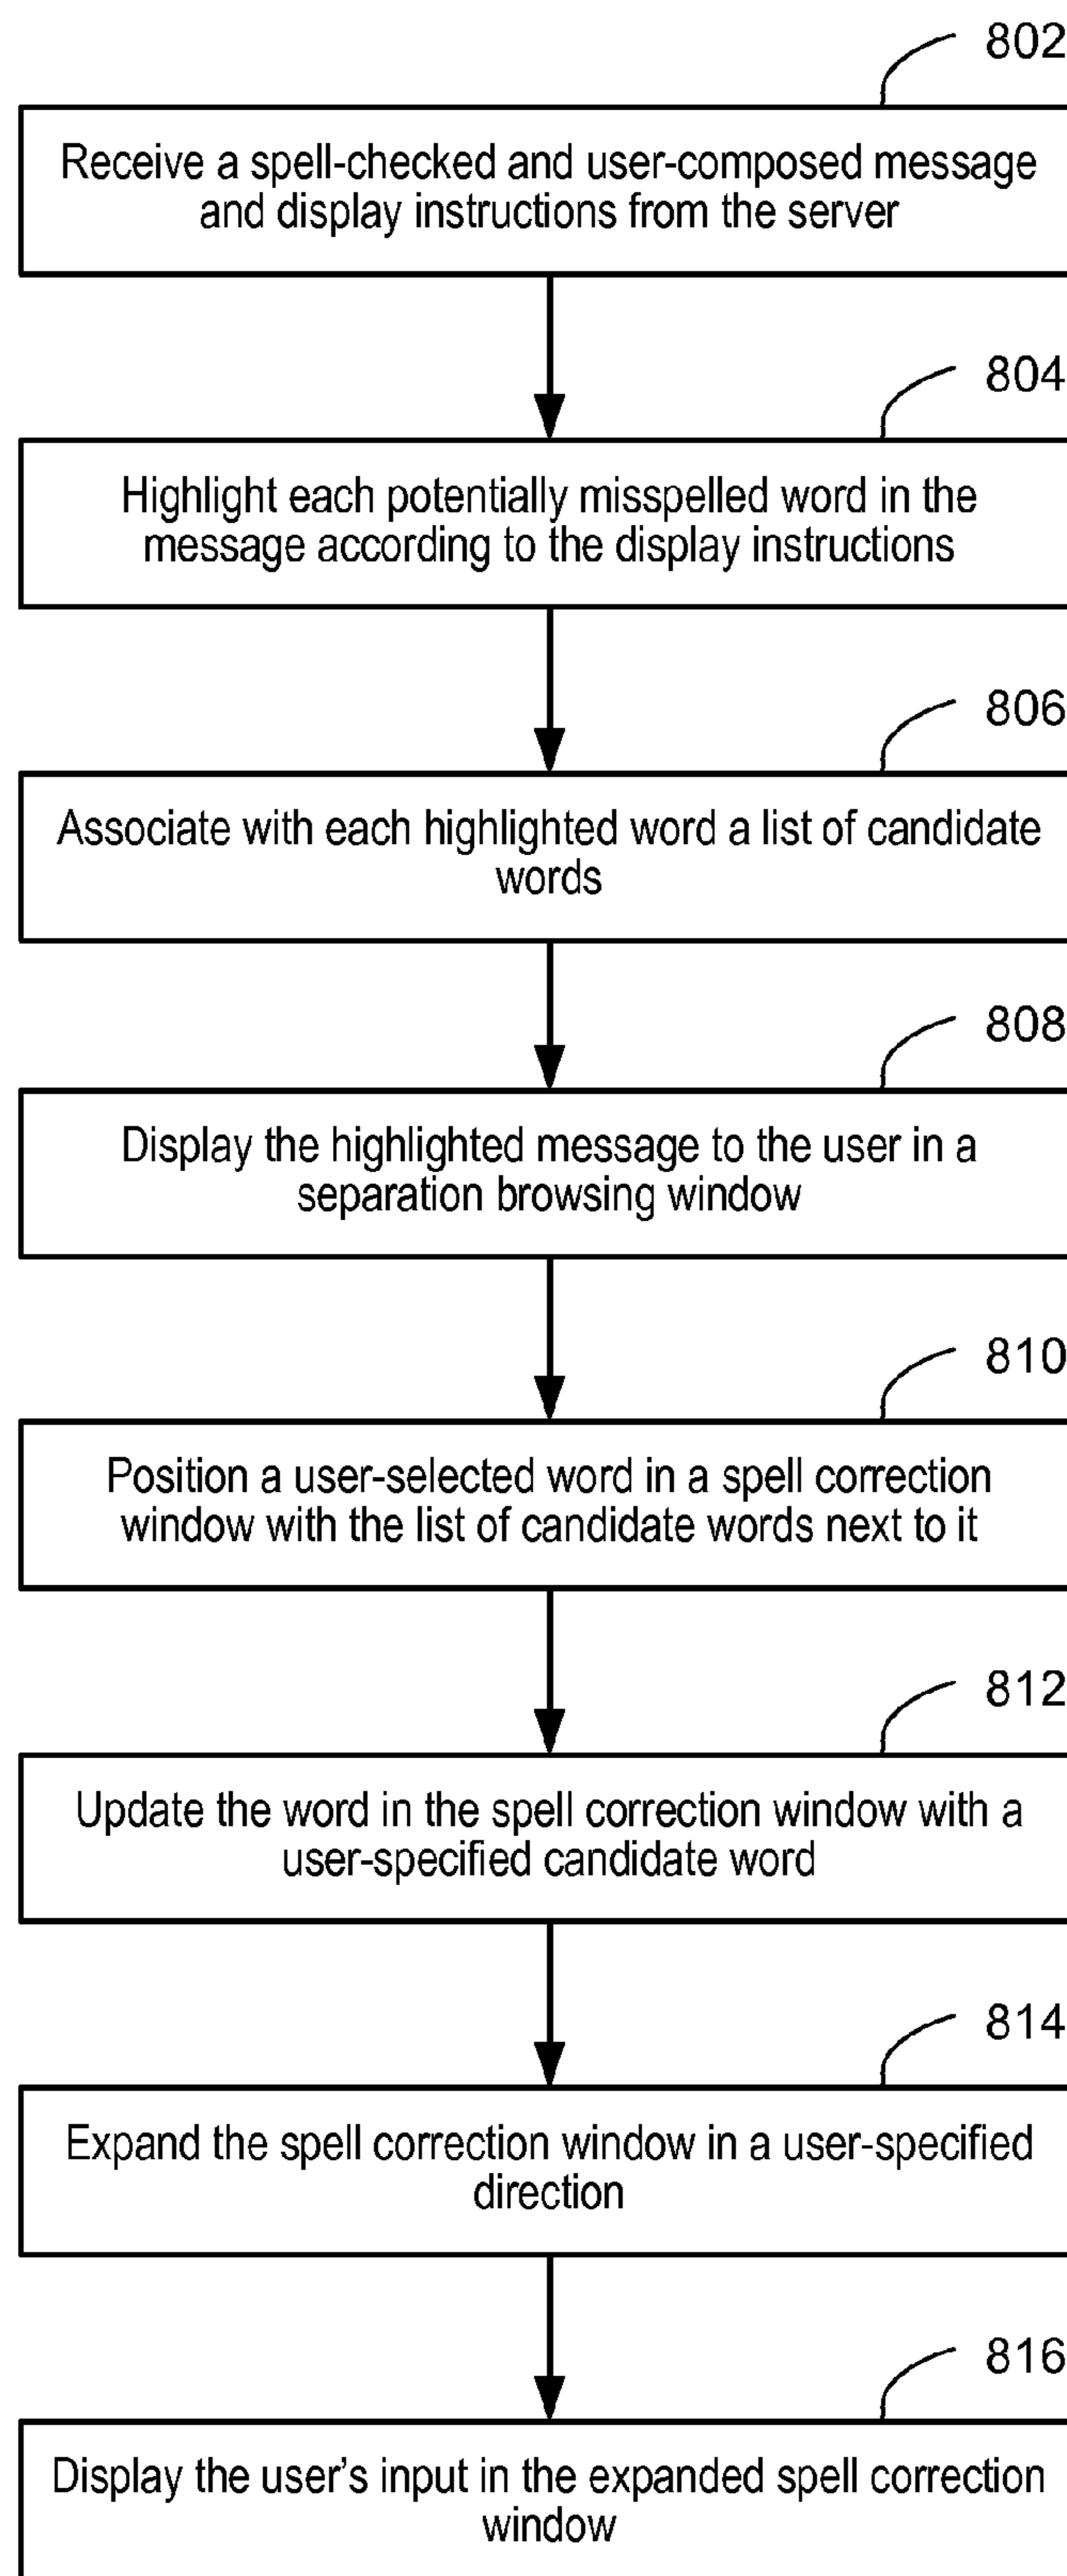 802
Receive a spell-checked and user-composed message
and display instructions from the server
804
Highlight each potentially misspelled word in the
message according to the display instructions
806
Associate with each highlighted word a list of candidate
words
808
Display the highlighted message to the user in a
separation browsing window
810
Position a user-selected word in a spell correction
window with the list of candidate words next to it
812
Update the word in the spell correction window with a
user-specified candidate word
814
Expand the spell correction window in a user-specified
direction
816
Display the user’s input in the expanded spell correction
window